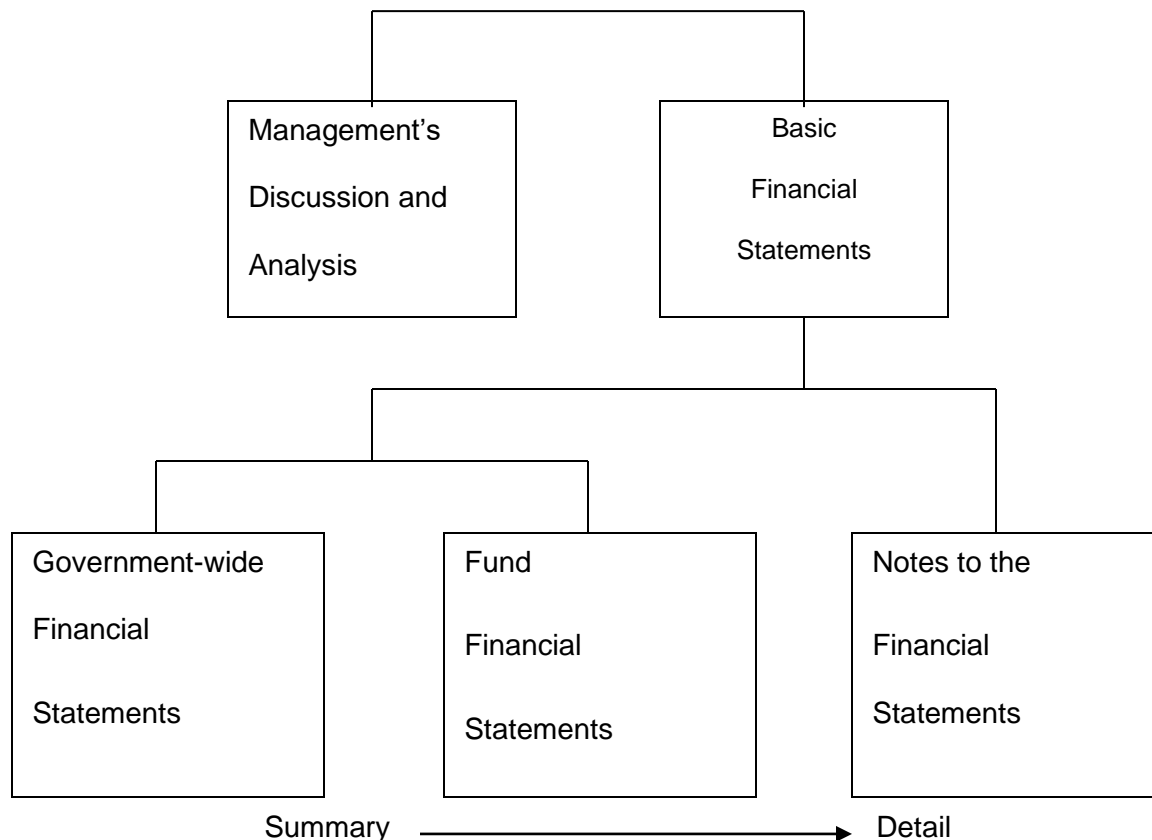 Management’s
Discussion and
Analysis
Basic
Financial
Statements
Government-wide
Financial
Statements
Fund
Financial
Statements
Notes to the
Financial
Statements
Summary
Detail